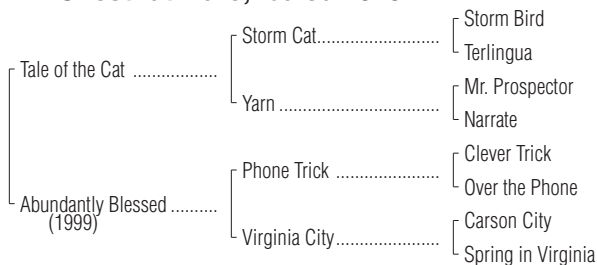 Storm Bird
Storm Cat........................................
Terlingua
Tale of the Cat ..................
Mr. Prospector
Yarn .....................................
Narrate
Clever Trick
Phone Trick ........................
Over the Phone
Abundantly Blessed ..........
(1999)
Carson City
Virginia City........................
Spring in Virginia